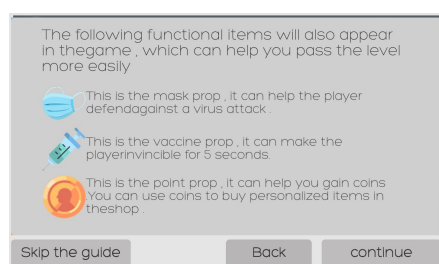 The following functional items will also appear
in thegame , which can help you pass the level
more easily
This is the mask prop , it can help the player
defendagainst a virus attack .
This is the vaccine prop , it can make the
playerinvincible for 5 seconds.
This is the point prop , it can help you gain coins
.You can use coins to buy personalized items in
theshop .
Skip the guide
Back
continue